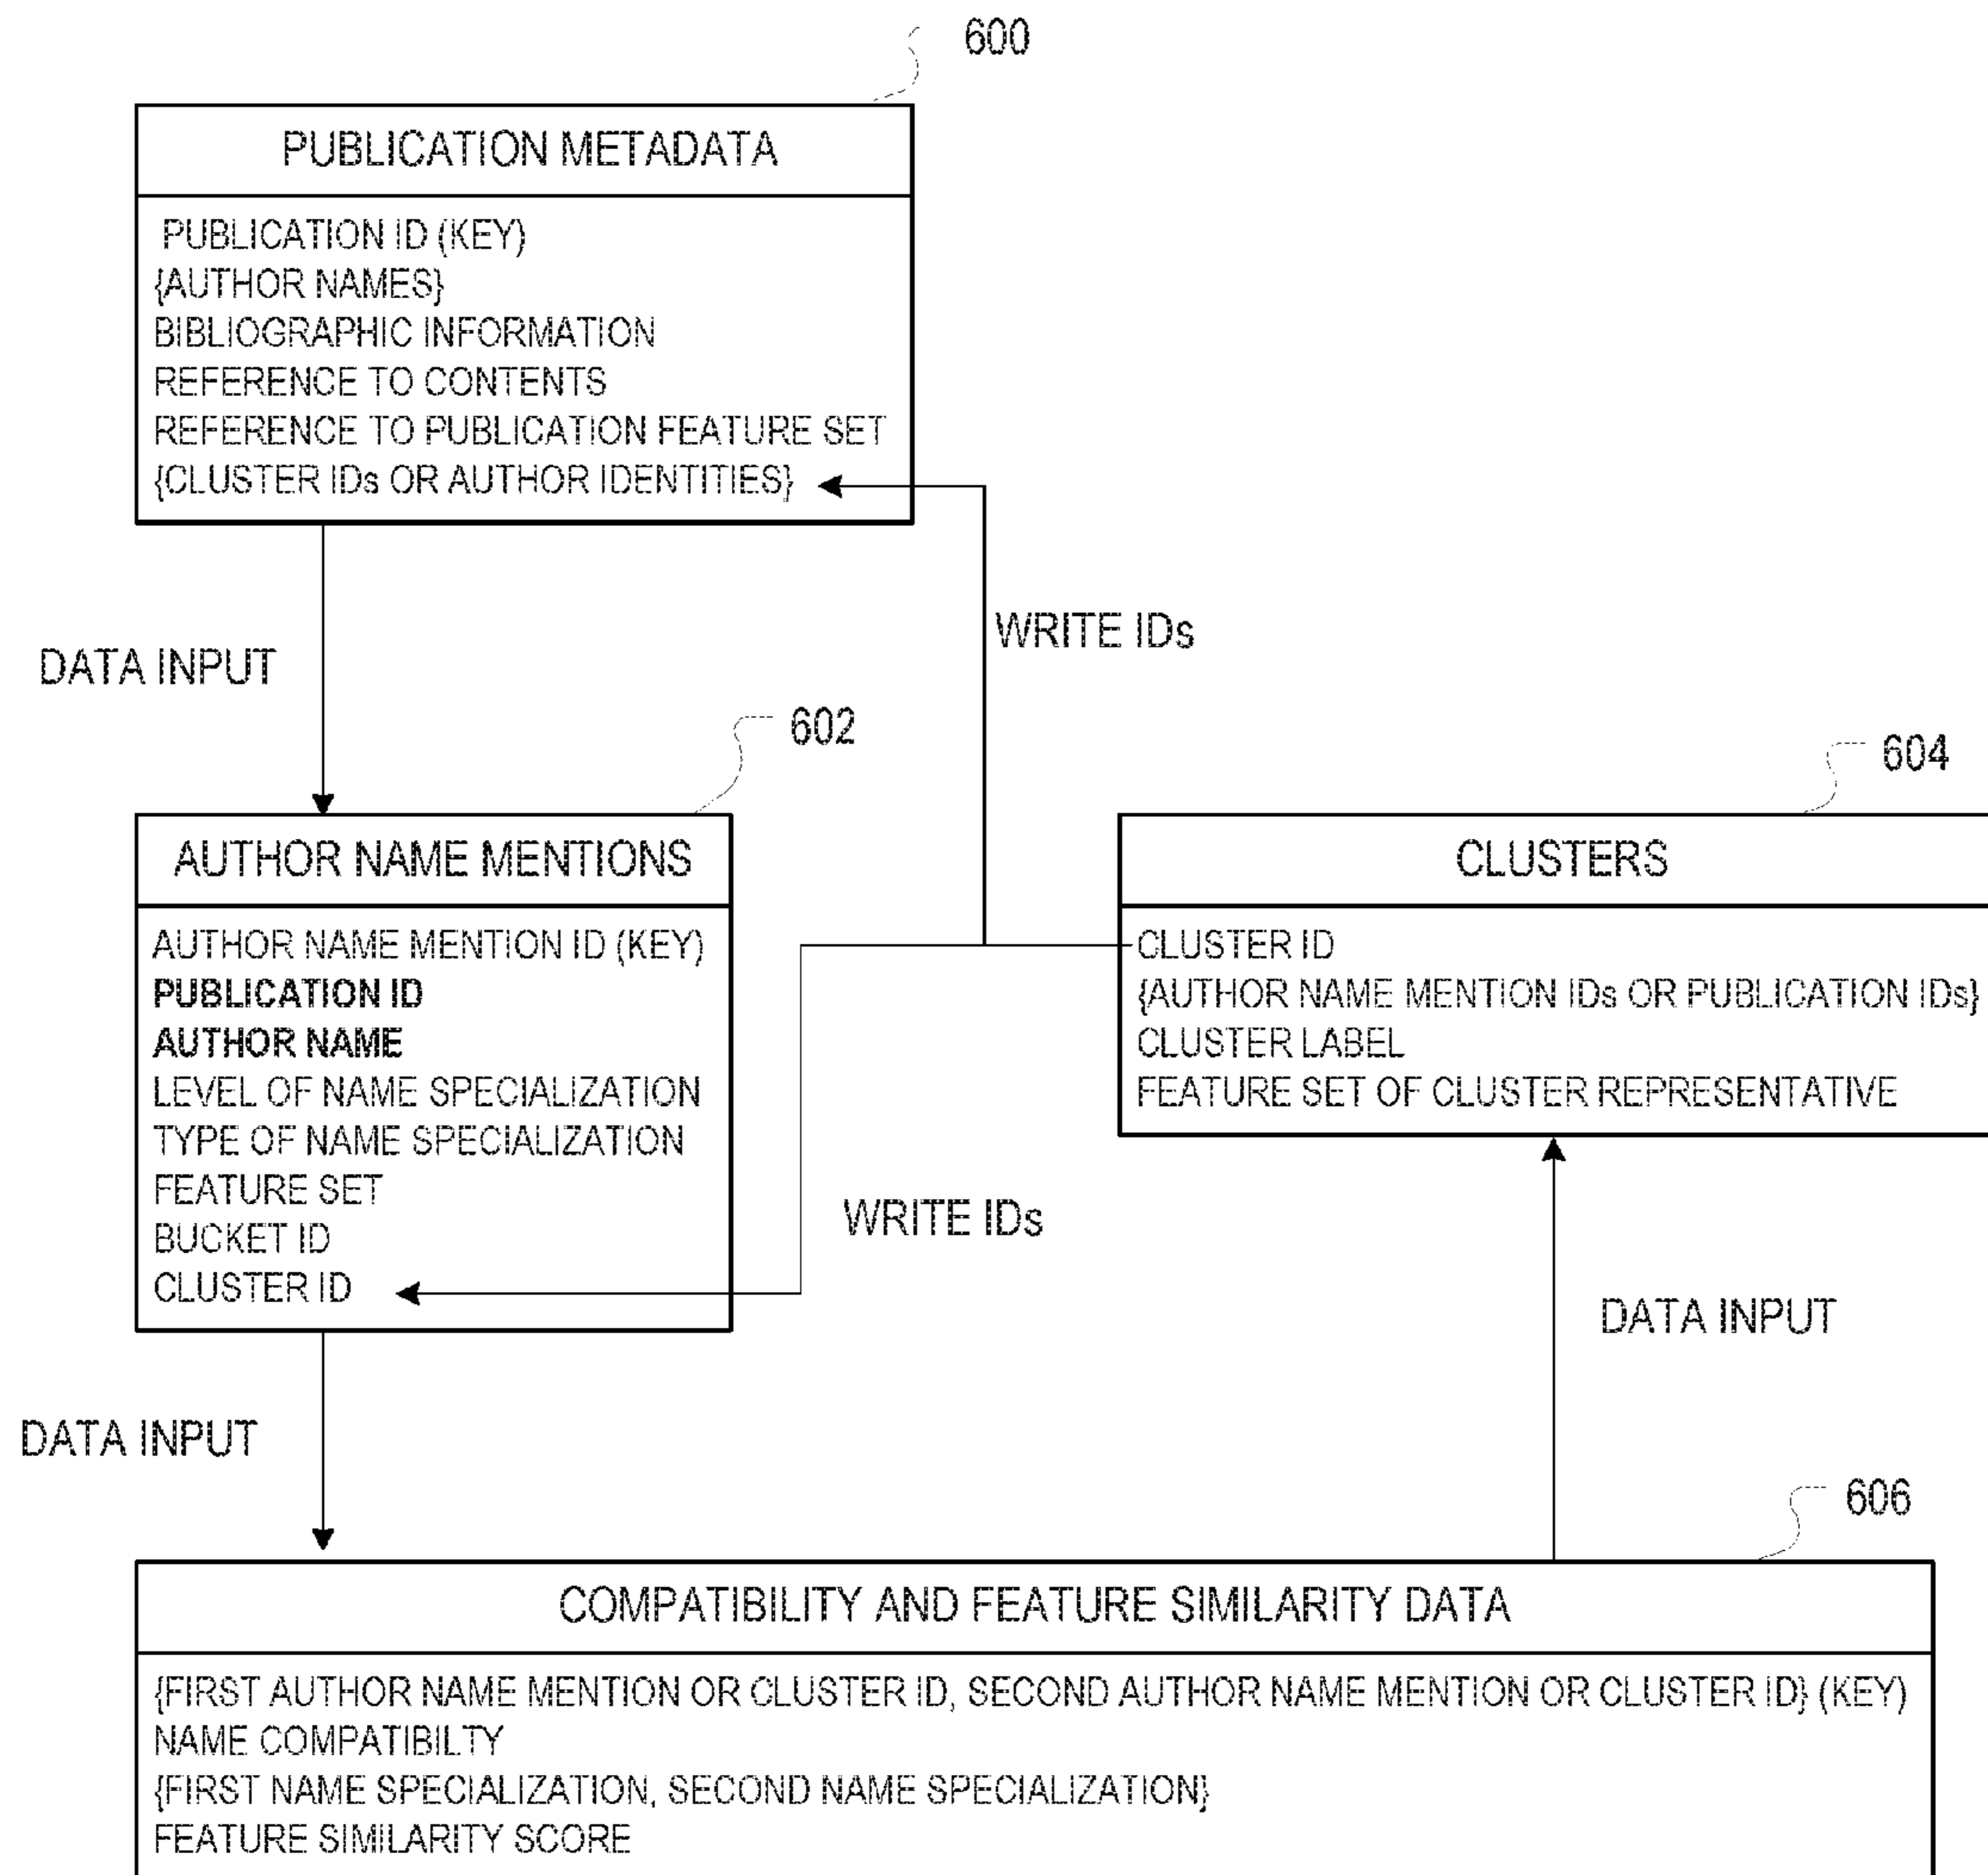 600
PUBLICATION METADATA
PUBLICATION ID (KEY)
{AUTHOR NAMES}
BIBLIOGRAPHIC INFORMATION
REFERENCE TO CONTENTS
REFERENCE TO PUBLICATION FEATURE SET
{CLUSTER IDs OR AUTHOR IDENTITIES}
WRITE IDs
DATA INPUT
602
604
AUTHOR NAME MENTIONS
AUTHOR NAME MENTION ID (KEY)
PUBLICATION ID
AUTHOR NAME
LEVEL OF NAME SPECIALIZATION
TYPE OF NAME SPECIALIZATION
FEATURE SET
BUCKET ID
CLUSTER ID
CLUSTERS
CLUSTER ID
{AUTHOR NAME MENTION IDs OR PUBLICATION IDs}
CLUSTER LABEL
FEATURE SET OF CLUSTER REPRESENTATIVE
WRITE IDs
DATA INPUT
DATA INPUT
606
COMPATIBILITY AND FEATURE SIMILARITY DATA
{FIRST AUTHOR NAME MENTION OR CLUSTER ID, SECOND AUTHOR NAME MENTION OR CLUSTER ID} (KEY)
NAME COMPATIBILTY
{FIRST NAME SPECIALIZATION, SECOND NAME SPECIALIZATION}
FEATURE SIMILARITY SCORE